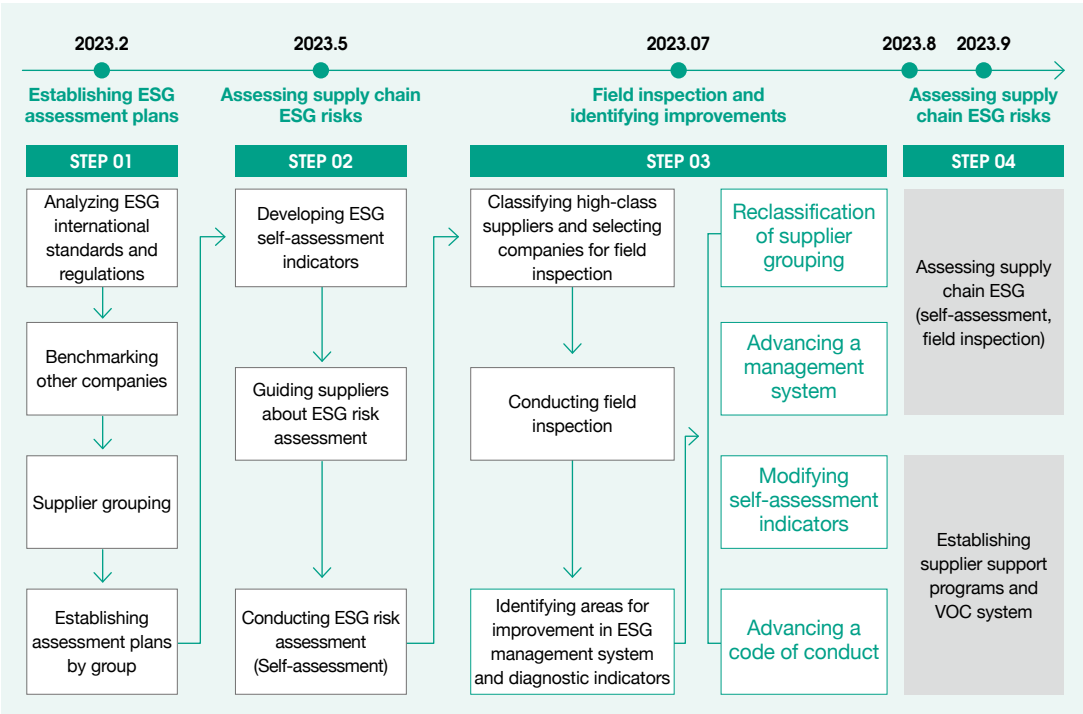 2023.2
2023.5
2023.07
2023.8
2023.9
Establishing ESG
assessment plans
Assessing supply chain
ESG risks
Field inspection and
identifying improvements
Assessing supply
chain ESG risks
STEP 01
STEP 02
STEP 03
STEP 04
Analyzing ESG
international
standards and
regulations
Benchmarking
other companies
Supplier grouping
Establishing
assessment plans
by group
Developing ESG
self-assessment
indicators
Guiding suppliers
about ESG risk
assessment
Conducting ESG risk
assessment
(Self-assessment)
Classifying high-class
suppliers and selecting
companies for field
inspection
Conducting field
inspection
Identifying areas for
improvement in ESG
management system
and diagnostic indicators
Reclassification
of supplier
grouping
Advancing a
management
system
Modifying
self-assessment
indicators
Advancing a
code of conduct
Assessing supply
chain ESG
(self-assessment,
field inspection)
Establishing
supplier support
programs and
VOC system